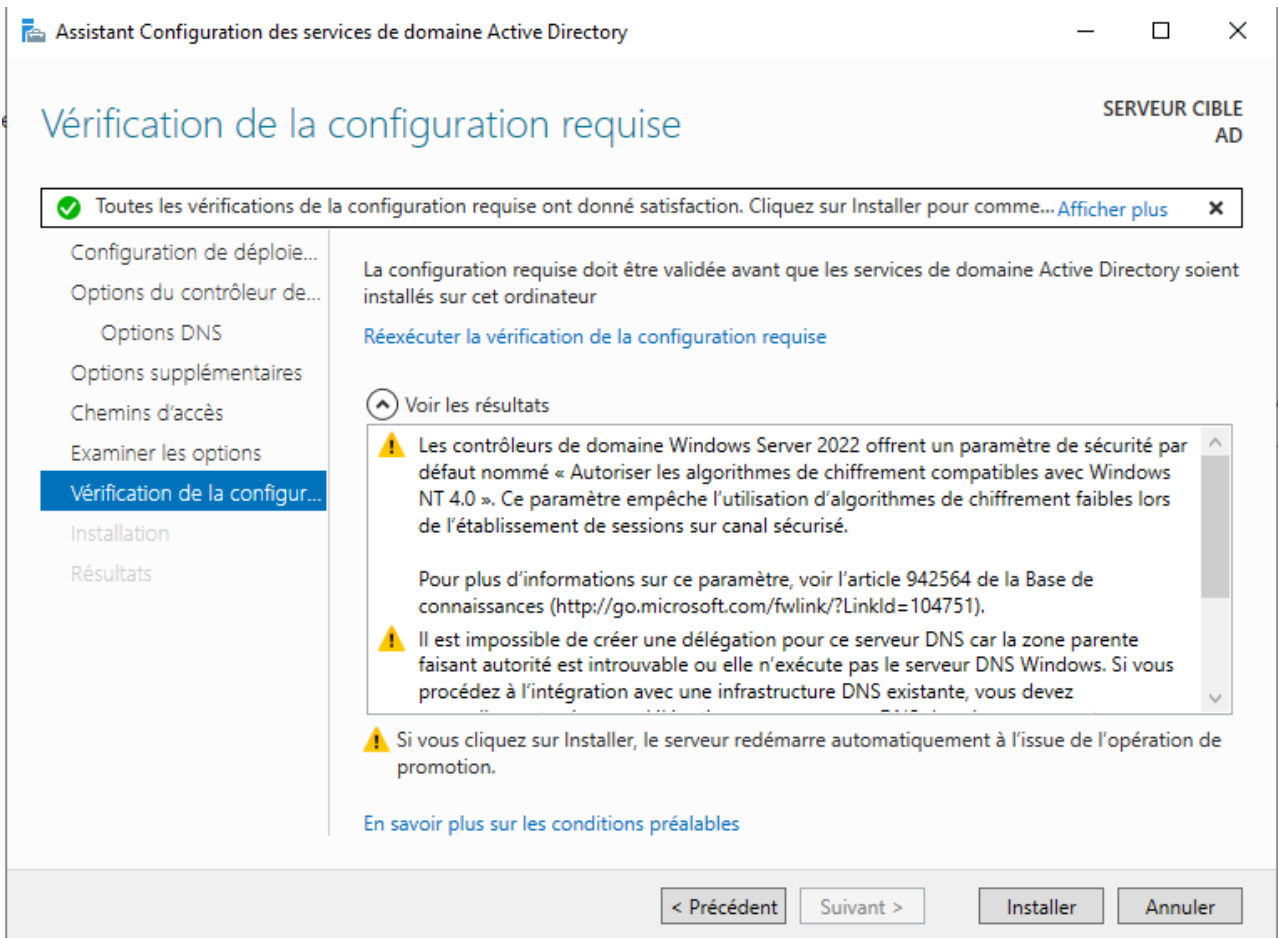 Assistant Configuration des services de domaine Active Directory
Vérification de la configuration requise
SERVEUR CIBLE
AD
Toutes les vérifications de la configuration requise ont donné satisfaction. Cliquez sur Installer pour comme... Afficher plus
Configuration de déploie...
Options du contrôleur de...
Options DNS
Options supplémentaires
Chemins d'accès
Examiner les options
Vérification de la configur...
Installation
Résultats
La configuration requise doit être validée avant que les services de domaine Active Directory soient
installés sur cet ordinateur
Réexécuter la vérification de la configuration requise
Voir les résultats
Les contrôleurs de domaine Windows Server 2022 offrent un paramètre de sécurité par
défaut nommé « Autoriser les algorithmes de chiffrement compatibles avec Windows
NT 4.0 ». Ce paramètre empêche l'utilisation d'algorithmes de chiffrement faibles lors
de l'établissement de sessions sur canal sécurisé.
Pour plus d'informations sur ce paramètre, voir l'article 942564 de la Base de
connaissances (http://go.microsoft.com/fwlink/?LinkId=104751).
Il est impossible de créer une délégation pour ce serveur DNS car la zone parente
faisant autorité est introuvable ou elle n'exécute pas le serveur DNS Windows. Si vous
procédez à l'intégration avec une infrastructure DNS existante, vous devez
Si vous cliquez sur Installer, le serveur redémarre automatiquement à l'issue de l'opération de
promotion.
En savoir plus sur les conditions préalables
< Précédent
Suivant >
Installer
Annuler